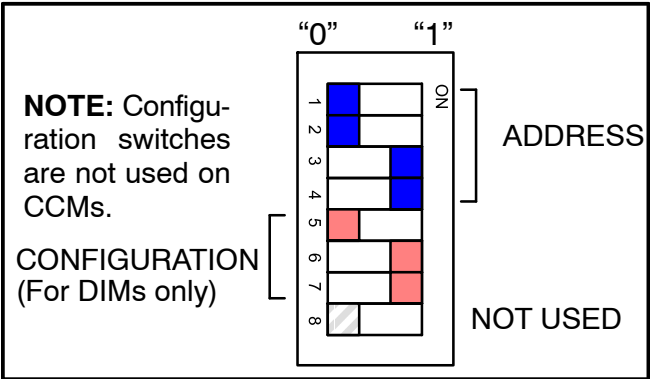 “0” “1”
NOTE: Configu-
ration switches
are not used on
CCMs.
ON
1
2
3
4
5
6
7
8
ADDRESS
CONFIGURATION
(For DIMs only)
NOT USED